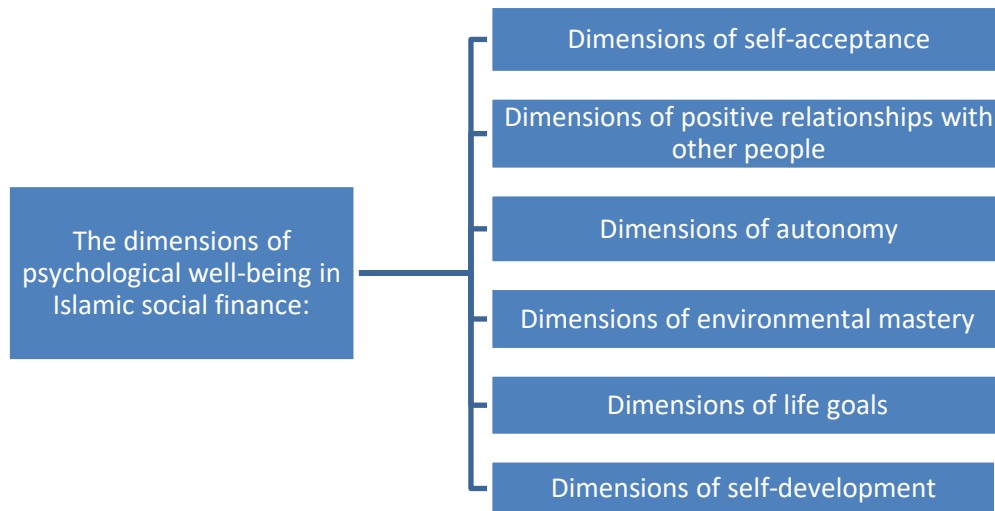 Dimensions of self-acceptance
Dimensions of positive relationships with
other people
The dimensions of
psychological well-being in
Islamic social finance:
Dimensions of autonomy
Dimensions of environmental mastery
Dimensions of life goals
Dimensions of self-development